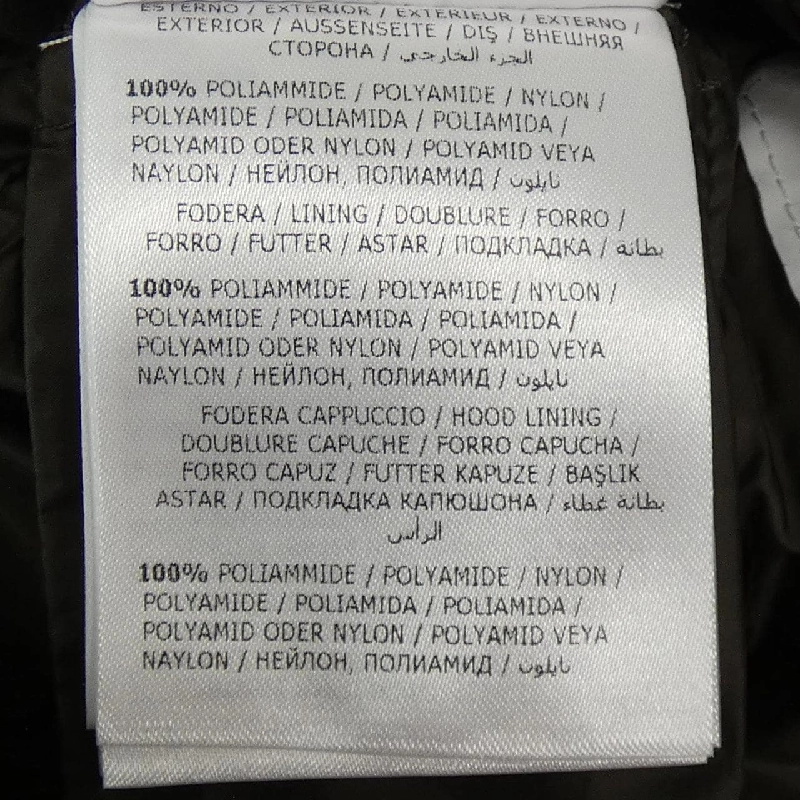 ESTERNO / EXTERIOR / EXTERIEUR / EXTERNO /
EXTERIOR / AUSSENSEITE / DIŞ / ВНЕШНЯЯ
СТОРОНА / الجزء الخارجي
100% POLIAMMIDE / POLYAMIDE / NYLON /
POLYAMIDE / POLIAMIDA / POLIAMIDA /
POLYAMID ODER NYLON / POLYAMID VEYA
NAYLON / НЕЙЛОН, ПОЛИАМИД / نايلون
FODERA / LINING / DOUBLURE / FORRO /
FORRO / FUTTER / ASTAR / ПОДКЛАДКА / بطانة
100% POLIAMMIDE / POLYAMIDE / NYLON /
POLYAMIDE / POLIAMIDA / POLIAMIDA /
POLYAMID ODER NYLON / POLYAMID VEYA
NAYLON / НЕЙЛОН, ПОЛИАМИД / نايلون
FODERA CAPPUCCIO / HOOD LINING /
DOUBLURE CAPUCHE / FORRO CAPUCHA /
FORRO CAPUZ / FUTTER KAPUZE / BAŞLIK
ASTAR / ПОДКЛАДКА КАПЮШОНА / بطانة غطاء
الرأس
100% POLIAMMIDE / POLYAMIDE / NYLON /
POLYAMIDE / POLIAMIDA / POLIAMIDA /
POLYAMID ODER NYLON / POLYAMID VEYA
NAYLON / НЕЙЛОН, ПОЛИАМИД / نايلون